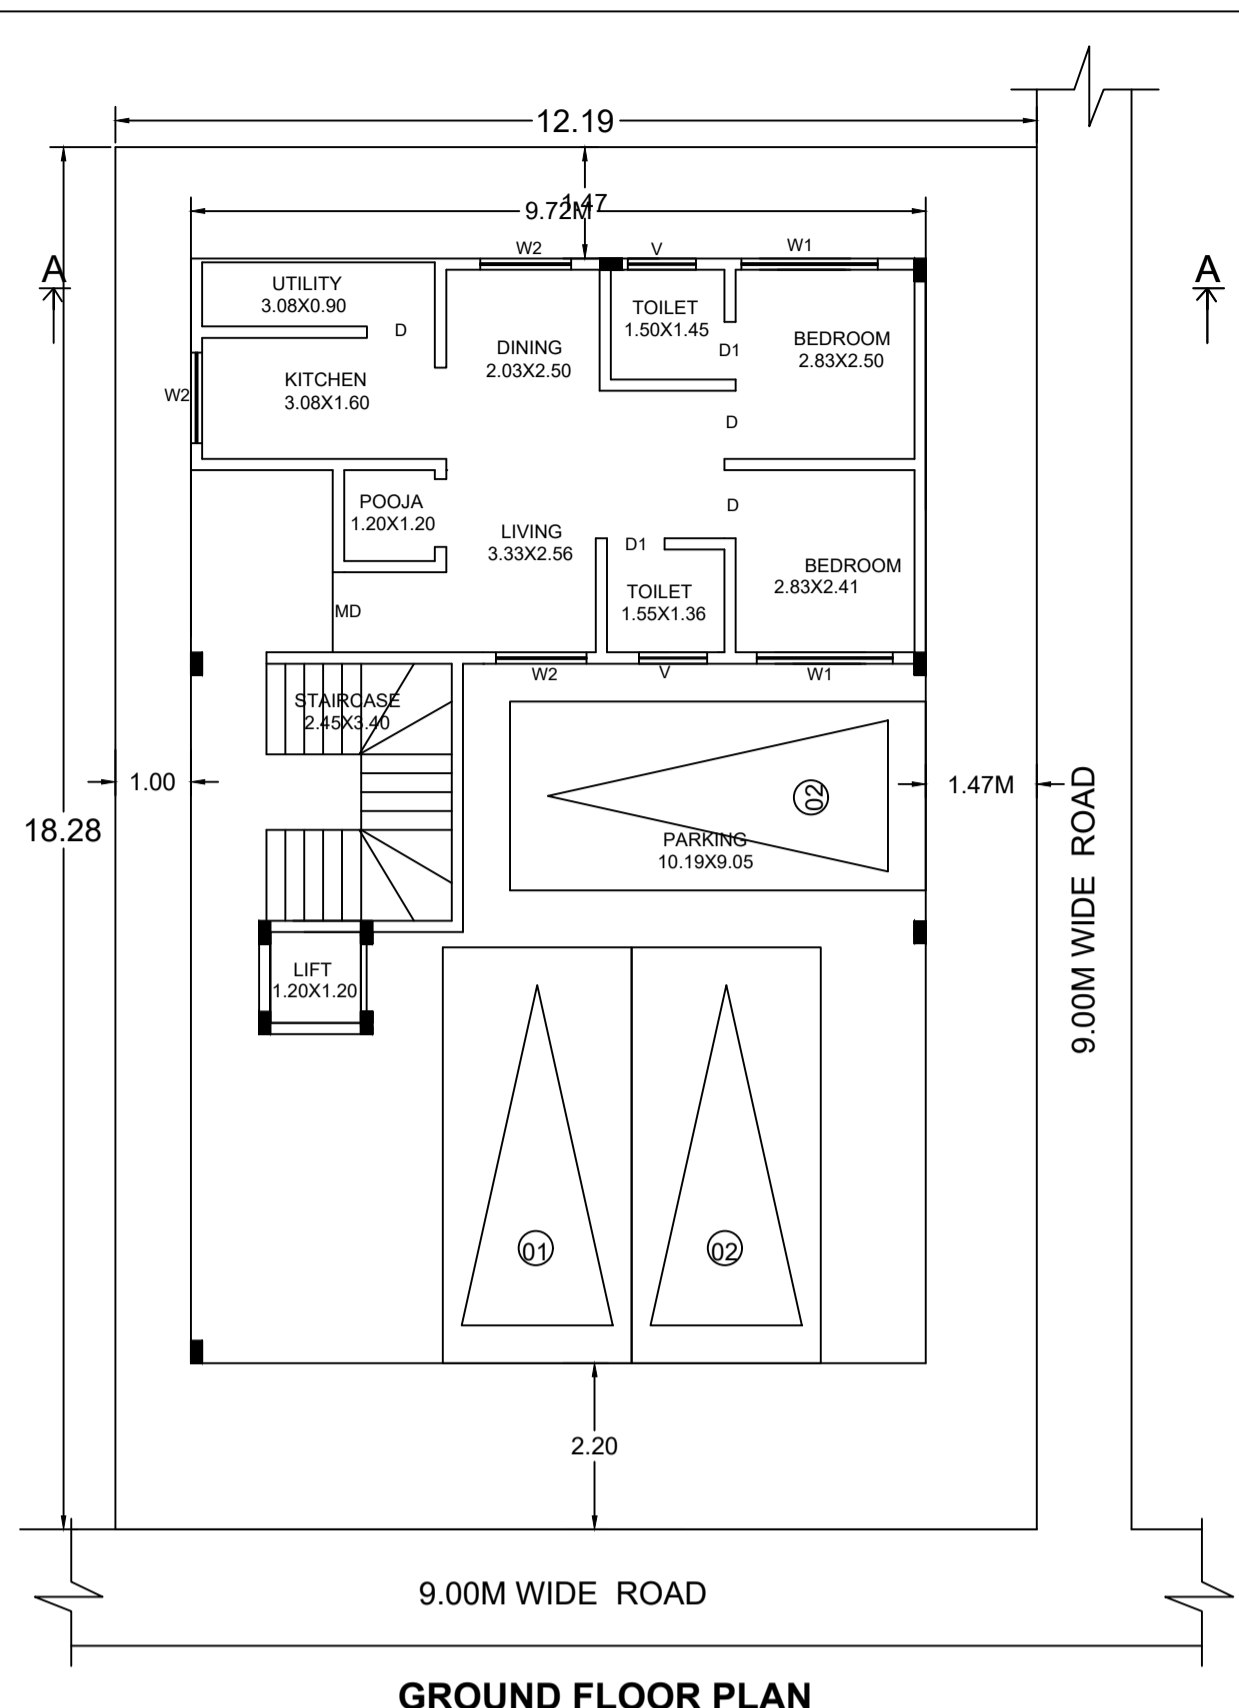 12.19
1.47
9.72M
A
A
W2
V
W1
UTILITY
3.08X0.90
TOILET
1.50X1.45
D
BEDROOM
2.83X2.50
DINING
2.03X2.50
D1
KITCHEN
3.08X1.60
W2
D
POOJA
1.20X1.20
D
LIVING
3.33X2.56
D1
BEDROOM
2.83X2.41
TOILET
1.55X1.36
MD
W2
V
W1
STAIRCASE
2.45X3.40
1.00
1.47M
02
18.28
PARKING
10.19X9.05
9.00M WIDE ROAD
LIFT
1.20X1.20
01
02
2.20
9.00M WIDE ROAD
GROUND FLOOR PLAN